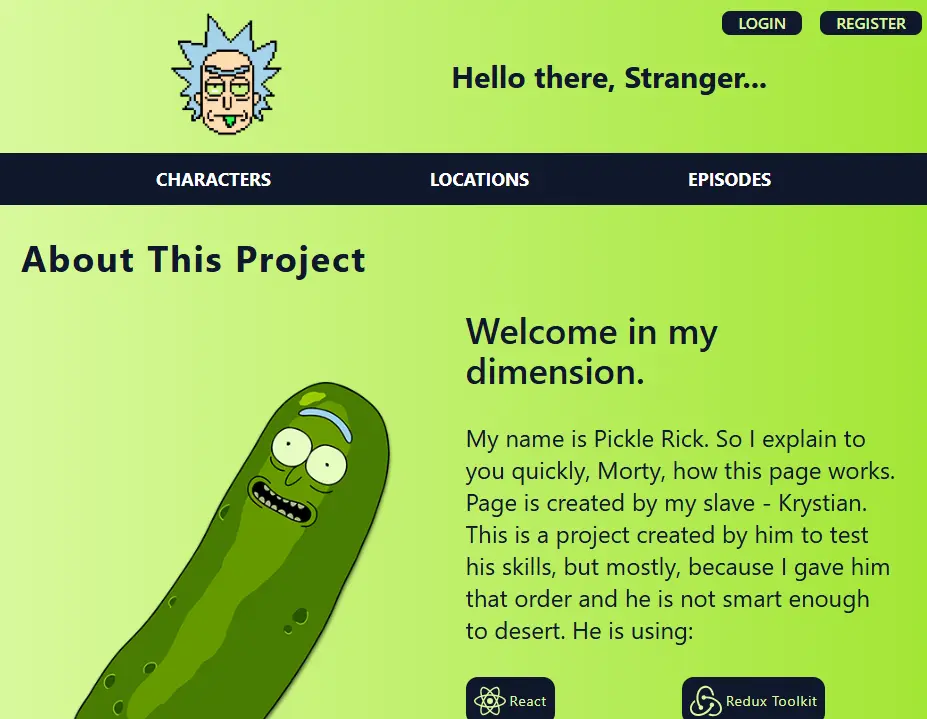 LOGIN
REGISTER
Hello there, Stranger...
CHARACTERS
LOCATIONS
EPISODES
About This Project
Welcome in my
dimension.
My name is Pickle Rick. So I explain to
you quickly, Morty, how this page works.
Page is created by my slave - Krystian.
This is a project created by him to test
his skills, but mostly, because I gave him
that order and he is not smart enough
to desert. He is using:
React
Redux Toolkit